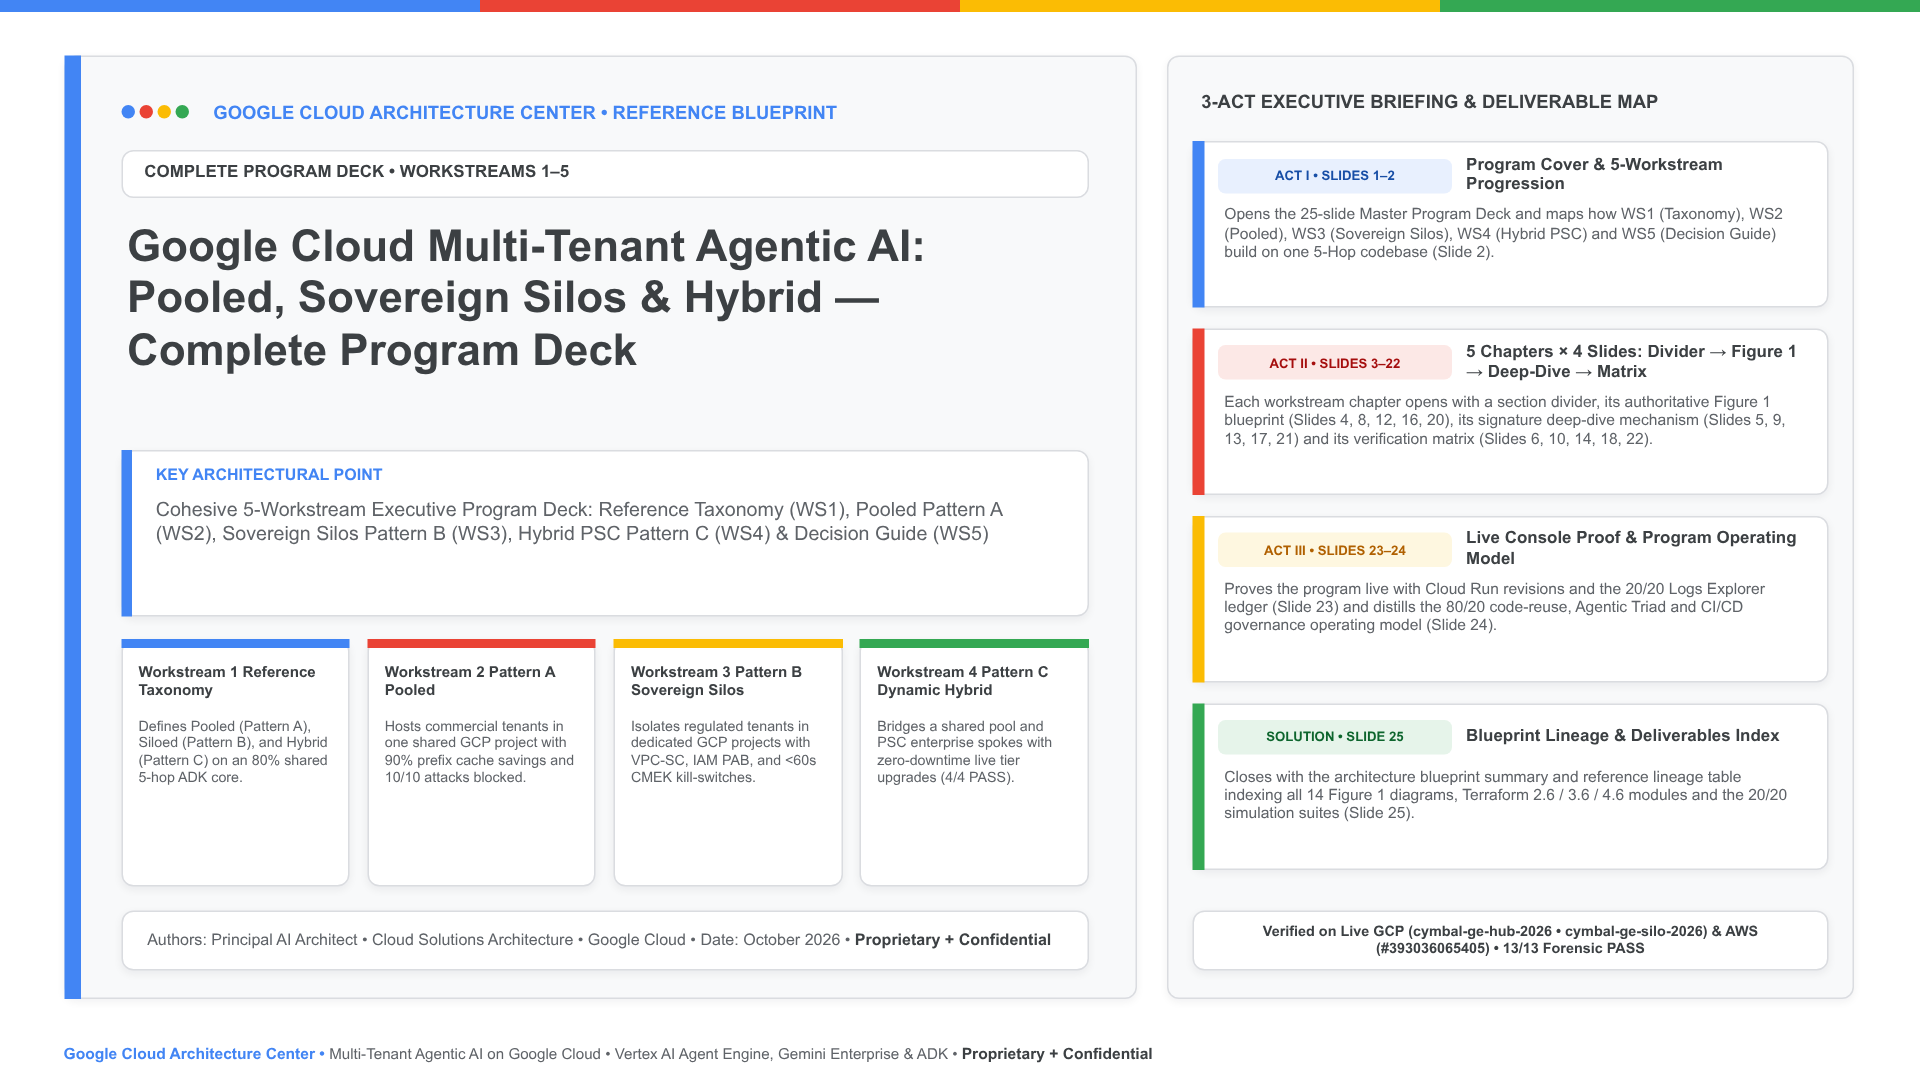 GOOGLE CLOUD ARCHITECTURE CENTER • REFERENCE BLUEPRINT
COMPLETE PROGRAM DECK • WORKSTREAMS 1–5
Google Cloud Multi-Tenant Agentic AI:
Pooled, Sovereign Silos & Hybrid —
Complete Program Deck
KEY ARCHITECTURAL POINT
Cohesive 5-Workstream Executive Program Deck: Reference Taxonomy (WS1), Pooled Pattern A
(WS2), Sovereign Silos Pattern B (WS3), Hybrid PSC Pattern C (WS4) & Decision Guide (WS5)
Workstream 1 Reference
Taxonomy
Defines Pooled (Pattern A),
Siloed (Pattern B), and Hybrid
(Pattern C) on an 80% shared
5-hop ADK core.
Workstream 2 Pattern A
Pooled
Hosts commercial tenants in
one shared GCP project with
90% prefix cache savings and
10/10 attacks blocked.
Workstream 3 Pattern B
Sovereign Silos
Isolates regulated tenants in
dedicated GCP projects with
VPC-SC, IAM PAB, and <60s
CMEK kill-switches.
Workstream 4 Pattern C
Dynamic Hybrid
Bridges a shared pool and
PSC enterprise spokes with
zero-downtime live tier
upgrades (4/4 PASS).
Authors: Principal AI Architect • Cloud Solutions Architecture • Google Cloud • Date: October 2026 • Proprietary + Confidential
3-ACT EXECUTIVE BRIEFING & DELIVERABLE MAP
ACT I • SLIDES 1–2
Program Cover & 5-Workstream
Progression
Opens the 25-slide Master Program Deck and maps how WS1 (Taxonomy), WS2
(Pooled), WS3 (Sovereign Silos), WS4 (Hybrid PSC) and WS5 (Decision Guide)
build on one 5-Hop codebase (Slide 2).
ACT II • SLIDES 3–22
5 Chapters × 4 Slides: Divider → Figure 1
→ Deep-Dive → Matrix
Each workstream chapter opens with a section divider, its authoritative Figure 1
blueprint (Slides 4, 8, 12, 16, 20), its signature deep-dive mechanism (Slides 5, 9,
13, 17, 21) and its verification matrix (Slides 6, 10, 14, 18, 22).
ACT III • SLIDES 23–24
Live Console Proof & Program Operating
Model
Proves the program live with Cloud Run revisions and the 20/20 Logs Explorer
ledger (Slide 23) and distills the 80/20 code-reuse, Agentic Triad and CI/CD
governance operating model (Slide 24).
SOLUTION • SLIDE 25
Blueprint Lineage & Deliverables Index
Closes with the architecture blueprint summary and reference lineage table
indexing all 14 Figure 1 diagrams, Terraform 2.6 / 3.6 / 4.6 modules and the 20/20
simulation suites (Slide 25).
Verified on Live GCP (cymbal-ge-hub-2026 • cymbal-ge-silo-2026) & AWS
(#393036065405) • 13/13 Forensic PASS
Google Cloud Architecture Center • Multi-Tenant Agentic AI on Google Cloud • Vertex AI Agent Engine, Gemini Enterprise & ADK • Proprietary + Confidential